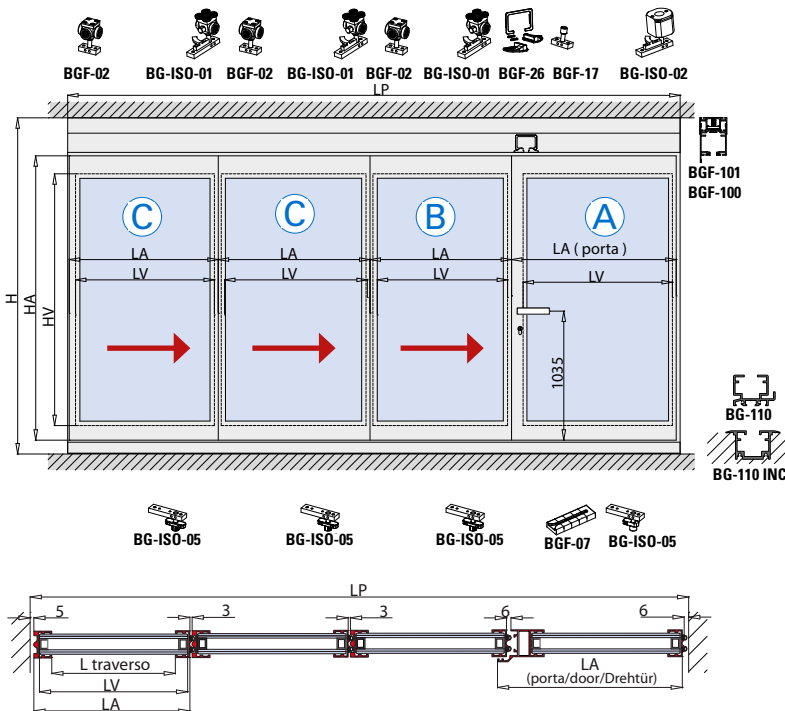 BGF-02 BG-ISO-01 BGF-02 BG-ISO-01 BGF-02 BG-ISO-01 BGF-26 BGF-17 BG-ISO-02
LP
BGF-101
BGF-100
C C B A
LA LA LA LA ( porta )
LV LV LV LV
H HA HV
1035
BG-110
BG-110 INC
BG-ISO-05 BG-ISO-05 BG-ISO-05 BGF-07 BG-ISO-05
LP
5 3 3 6 6
L traverso
LV
LA
LA
(porta/door/Drehtür)